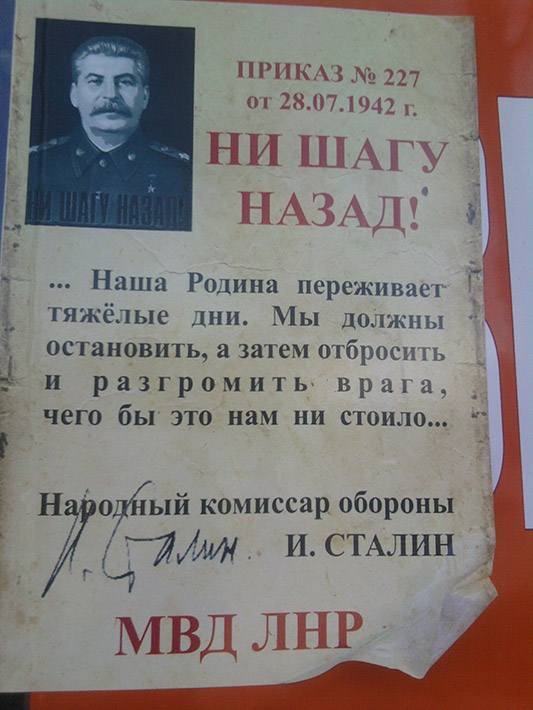 НИ ШАГУ НАЗАД!
ПРИКАЗ № 227
от 28.07.1942 г.
НИ ШАГУ
НАЗАД!
... Наша Родина переживает
тяжёлые дни. Мы должны
остановить, а затем отбросить
и разгромить врага,
чего бы это нам ни стоило...
Народный комиссар обороны
И. Сталин
И. СТАЛИН
МВД ЛНР